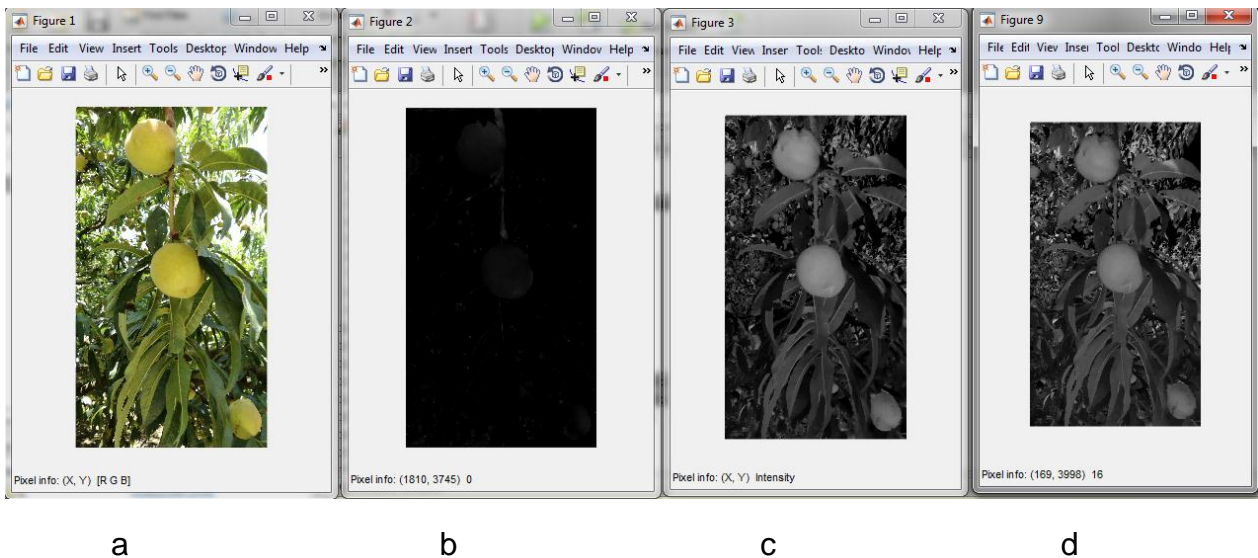 Figure 1
File Edit View Insert Tools Desktop Window Help
Pixel info: (X, Y) [R G B]
Figure 2
File Edit View Insert Tools Desktop Window Help
Pixel info: (1810, 3745) 0
Figure 3
File Edit View Inser Tool: Deskto Window Help
Pixel info: (X, Y) Intensity
Figure 9
File Edit View Inser Tool Deskto Windo Help
Pixel info: (169, 3998) 16
a b c d